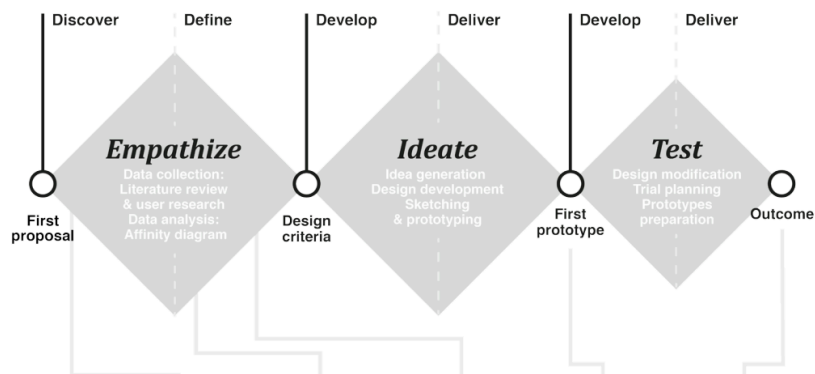 Discover
Define
Develop
Deliver
Develop
Deliver
Empathize
Data collection:
Literature review
& user research
Data analysis:
Affinity diagram
Ideate
Idea generation
Design development
Sketching
& prototyping
Test
Design modification
Trial planning
Prototypes
preparation
First
proposal
Design
criteria
First
prototype
Outcome